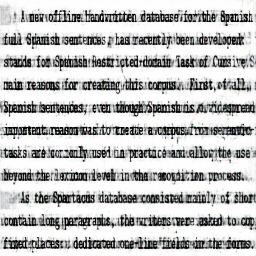 A new off-line handwritten database for the Spanish
full Spanish sentences, has recently been developed:
stands for Spanish Restricted-domain Task of Cursive S
main reasons for creating this corpus. First of all,
Spanish sentences, even though Spanish is a widespread
important reason was to create a corpus from semantic-
tasks are commonly used in practice and allow the use
beyond the lexicon level in the recognition process.
As the Spartacus database consisted mainly of short
contain long paragraphs, the writers were asked to cop
fixed places: dedicated one-line fields in the forms.